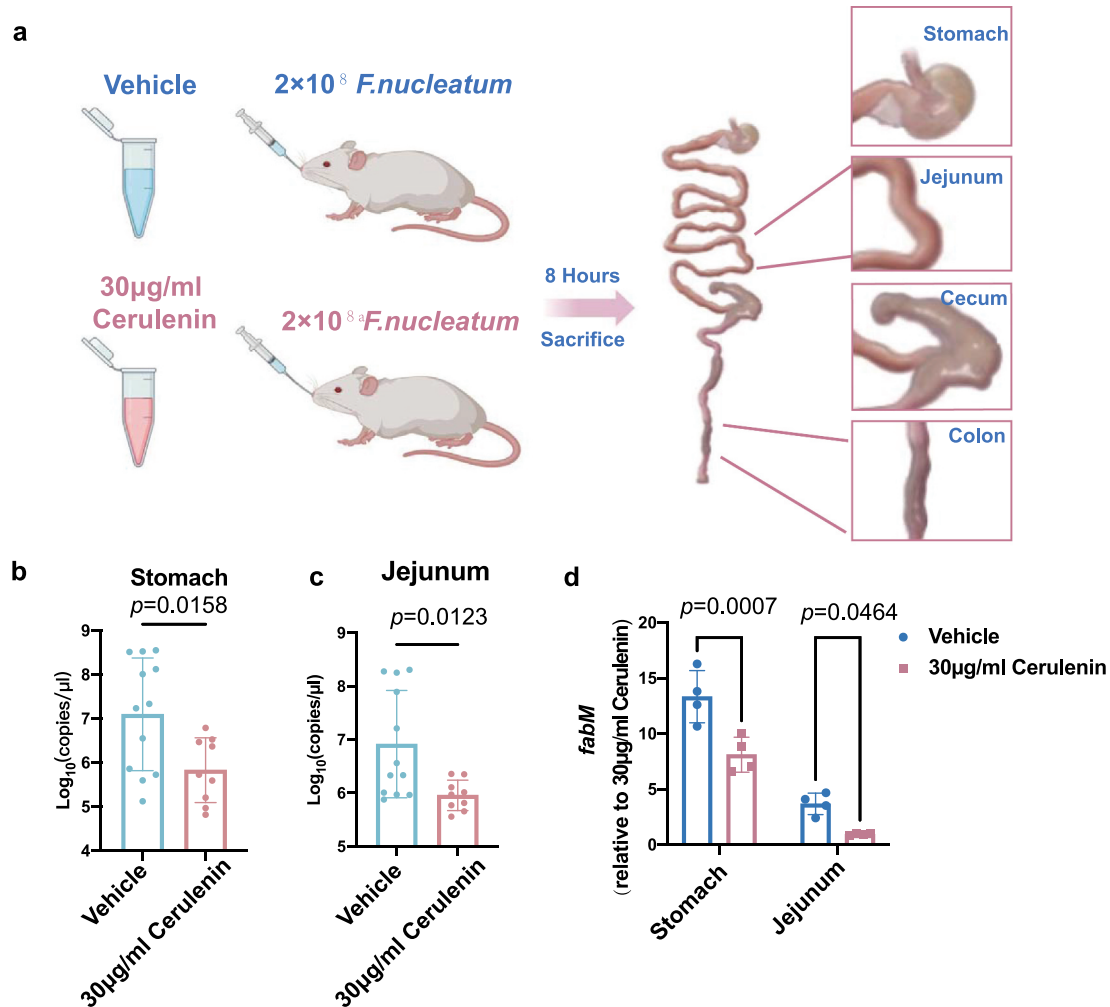 a
Vehicle
2×10⁸ F.nucleatum
30µg/ml
Cerulenin
2×10⁸ ᵃF.nucleatum
8 Hours
Sacrifice
Stomach
Jejunum
Cecum
Colon
b
Stomach
p=0.0158
Log₁₀(copies/µl)
9
8
7
6
5
4
Vehicle
30µg/ml Cerulenin
c
Jejunum
p=0.0123
Log₁₀(copies/µl)
9
8
7
6
5
Vehicle
30µg/ml Cerulenin
d
p=0.0007
p=0.0464
fabM
(relative to 30µg/ml Cerulenin)
20
15
10
5
0
Stomach
Jejunum
Vehicle
30µg/ml Cerulenin